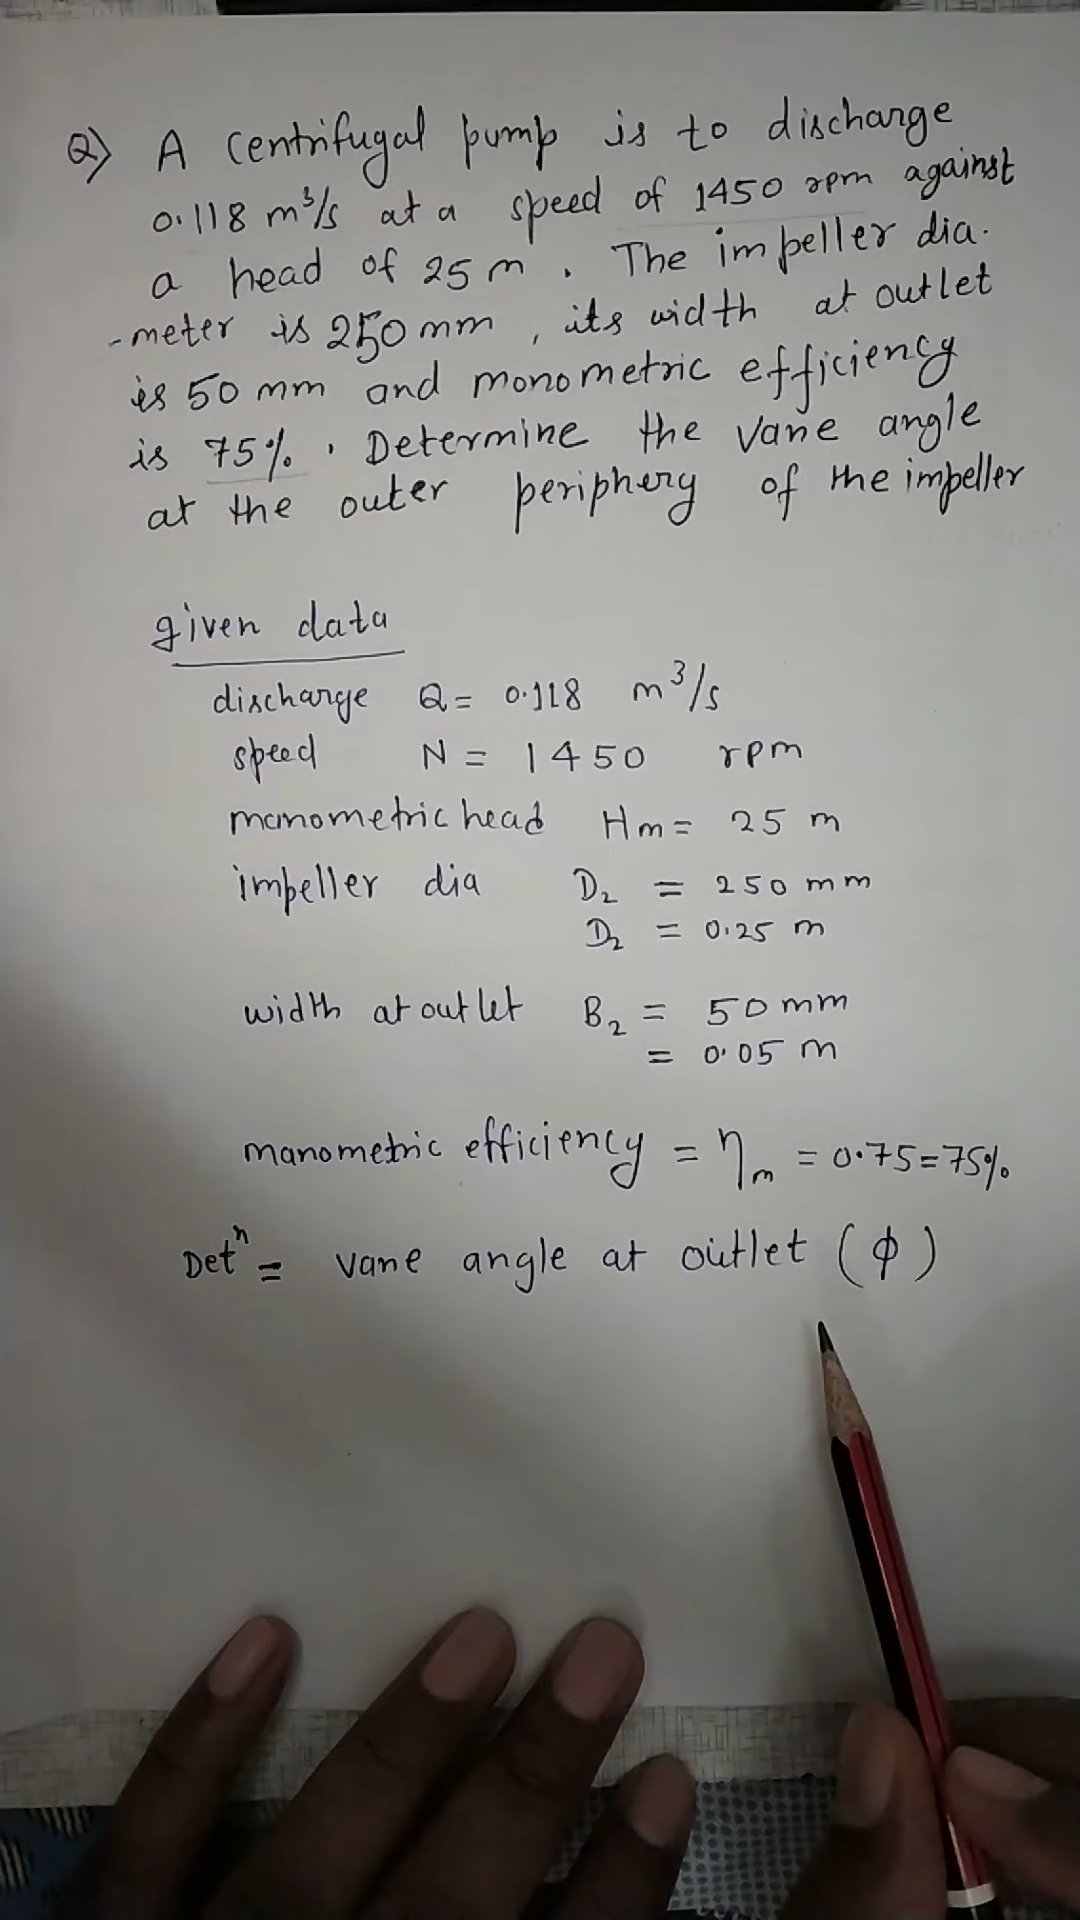 Q) A Centrifugal pump is to discharge
0.118 m³/s at a speed of 1450 rpm against
a head of 25 m . The impeller dia.
-meter is 250 mm , its width at outlet
is 50 mm and monometric efficiency
is 75% . Determine the vane angle
at the outer periphery of the impeller
given data
discharge Q = 0.118 m³/s
speed N = 1450 rpm
manometric head Hm = 25 m
impeller dia D₂ = 250 mm
D₂ = 0.25 m
width at outlet B₂ = 50 mm
= 0.05 m
manometric efficiency = ηm = 0.75 = 75%
Detⁿ = vane angle at outlet (ϕ)